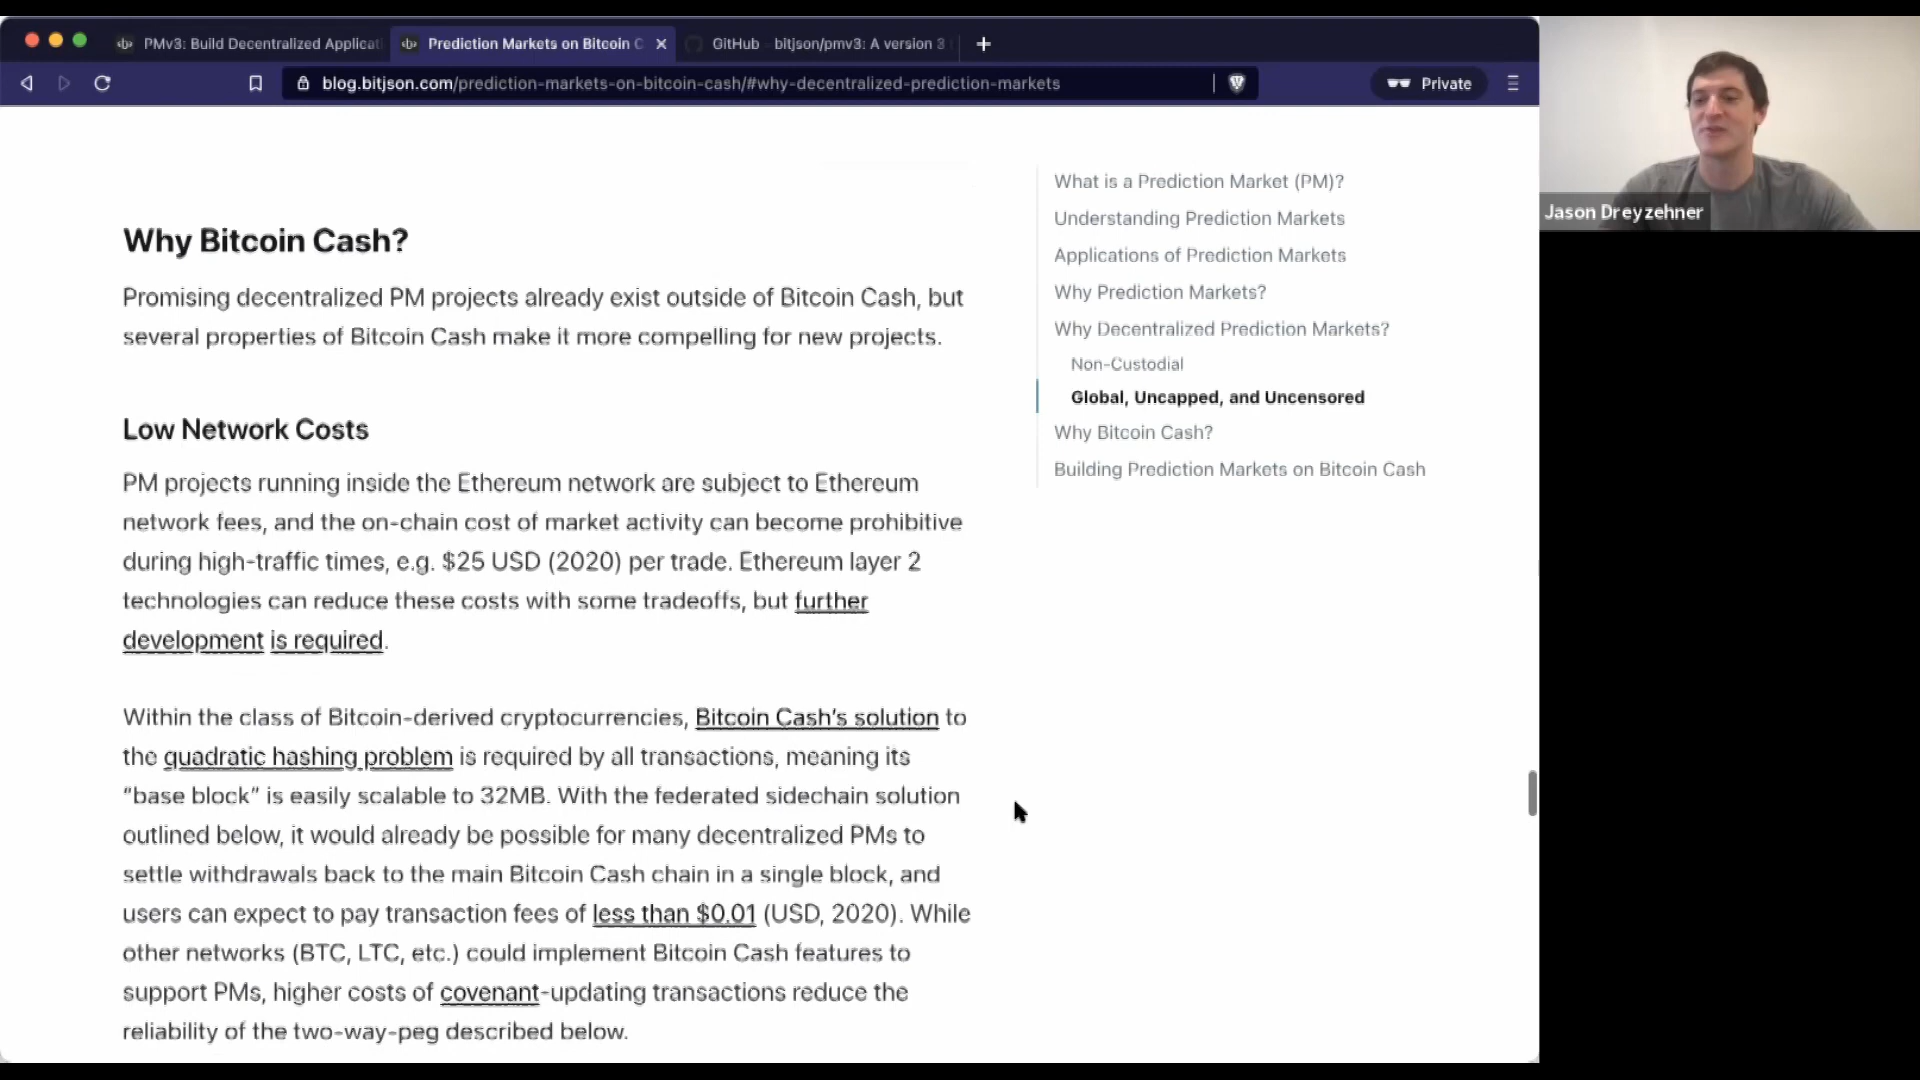 PMv3: Build Decentralized Applicat
Prediction Markets on Bitcoin C
GitHub - bitjson/pmv3: A version 3
blog.bitjson.com/prediction-markets-on-bitcoin-cash/#why-decentralized-prediction-markets
Private
Jason Dreyzehner
Why Bitcoin Cash?
Promising decentralized PM projects already exist outside of Bitcoin Cash, but
several properties of Bitcoin Cash make it more compelling for new projects.
Low Network Costs
PM projects running inside the Ethereum network are subject to Ethereum
network fees, and the on-chain cost of market activity can become prohibitive
during high-traffic times, e.g. $25 USD (2020) per trade. Ethereum layer 2
technologies can reduce these costs with some tradeoffs, but further
development is required.
Within the class of Bitcoin-derived cryptocurrencies, Bitcoin Cash's solution to
the quadratic hashing problem is required by all transactions, meaning its
“base block” is easily scalable to 32MB. With the federated sidechain solution
outlined below, it would already be possible for many decentralized PMs to
settle withdrawals back to the main Bitcoin Cash chain in a single block, and
users can expect to pay transaction fees of less than $0.01 (USD, 2020). While
other networks (BTC, LTC, etc.) could implement Bitcoin Cash features to
support PMs, higher costs of covenant-updating transactions reduce the
reliability of the two-way-peg described below.
What is a Prediction Market (PM)?
Understanding Prediction Markets
Applications of Prediction Markets
Why Prediction Markets?
Why Decentralized Prediction Markets?
Non-Custodial
Global, Uncapped, and Uncensored
Why Bitcoin Cash?
Building Prediction Markets on Bitcoin Cash